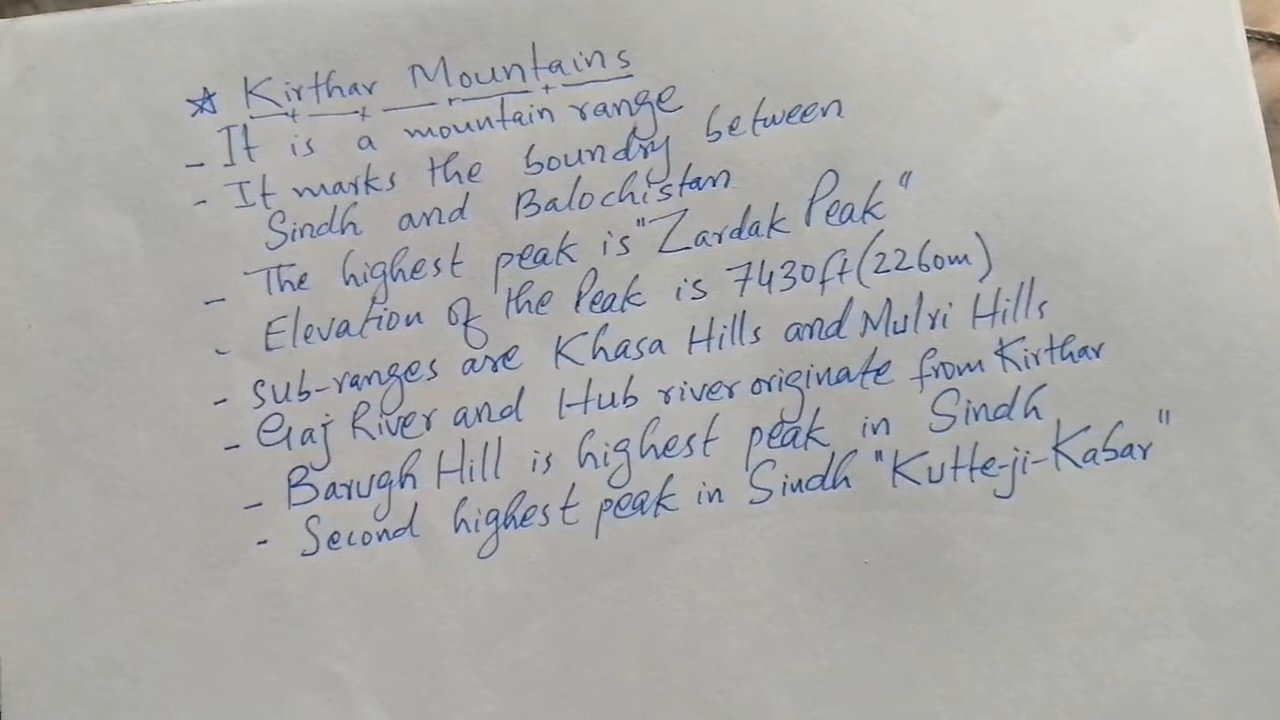 ☆ Kirthar Mountains
- It is a mountain range
- It marks the boundry between
Sindh and Balochistan
- The highest peak is "Zardak Peak"
- Elevation of the Peak is 7430ft (2260m)
- Sub-ranges are Khasa Hills and Mulri Hills
- Gaj River and Hub river originate from Kirthar
- Barugh Hill is highest peak in Sindh
- Second highest peak in Sindh "Kutte-ji-Kabar"